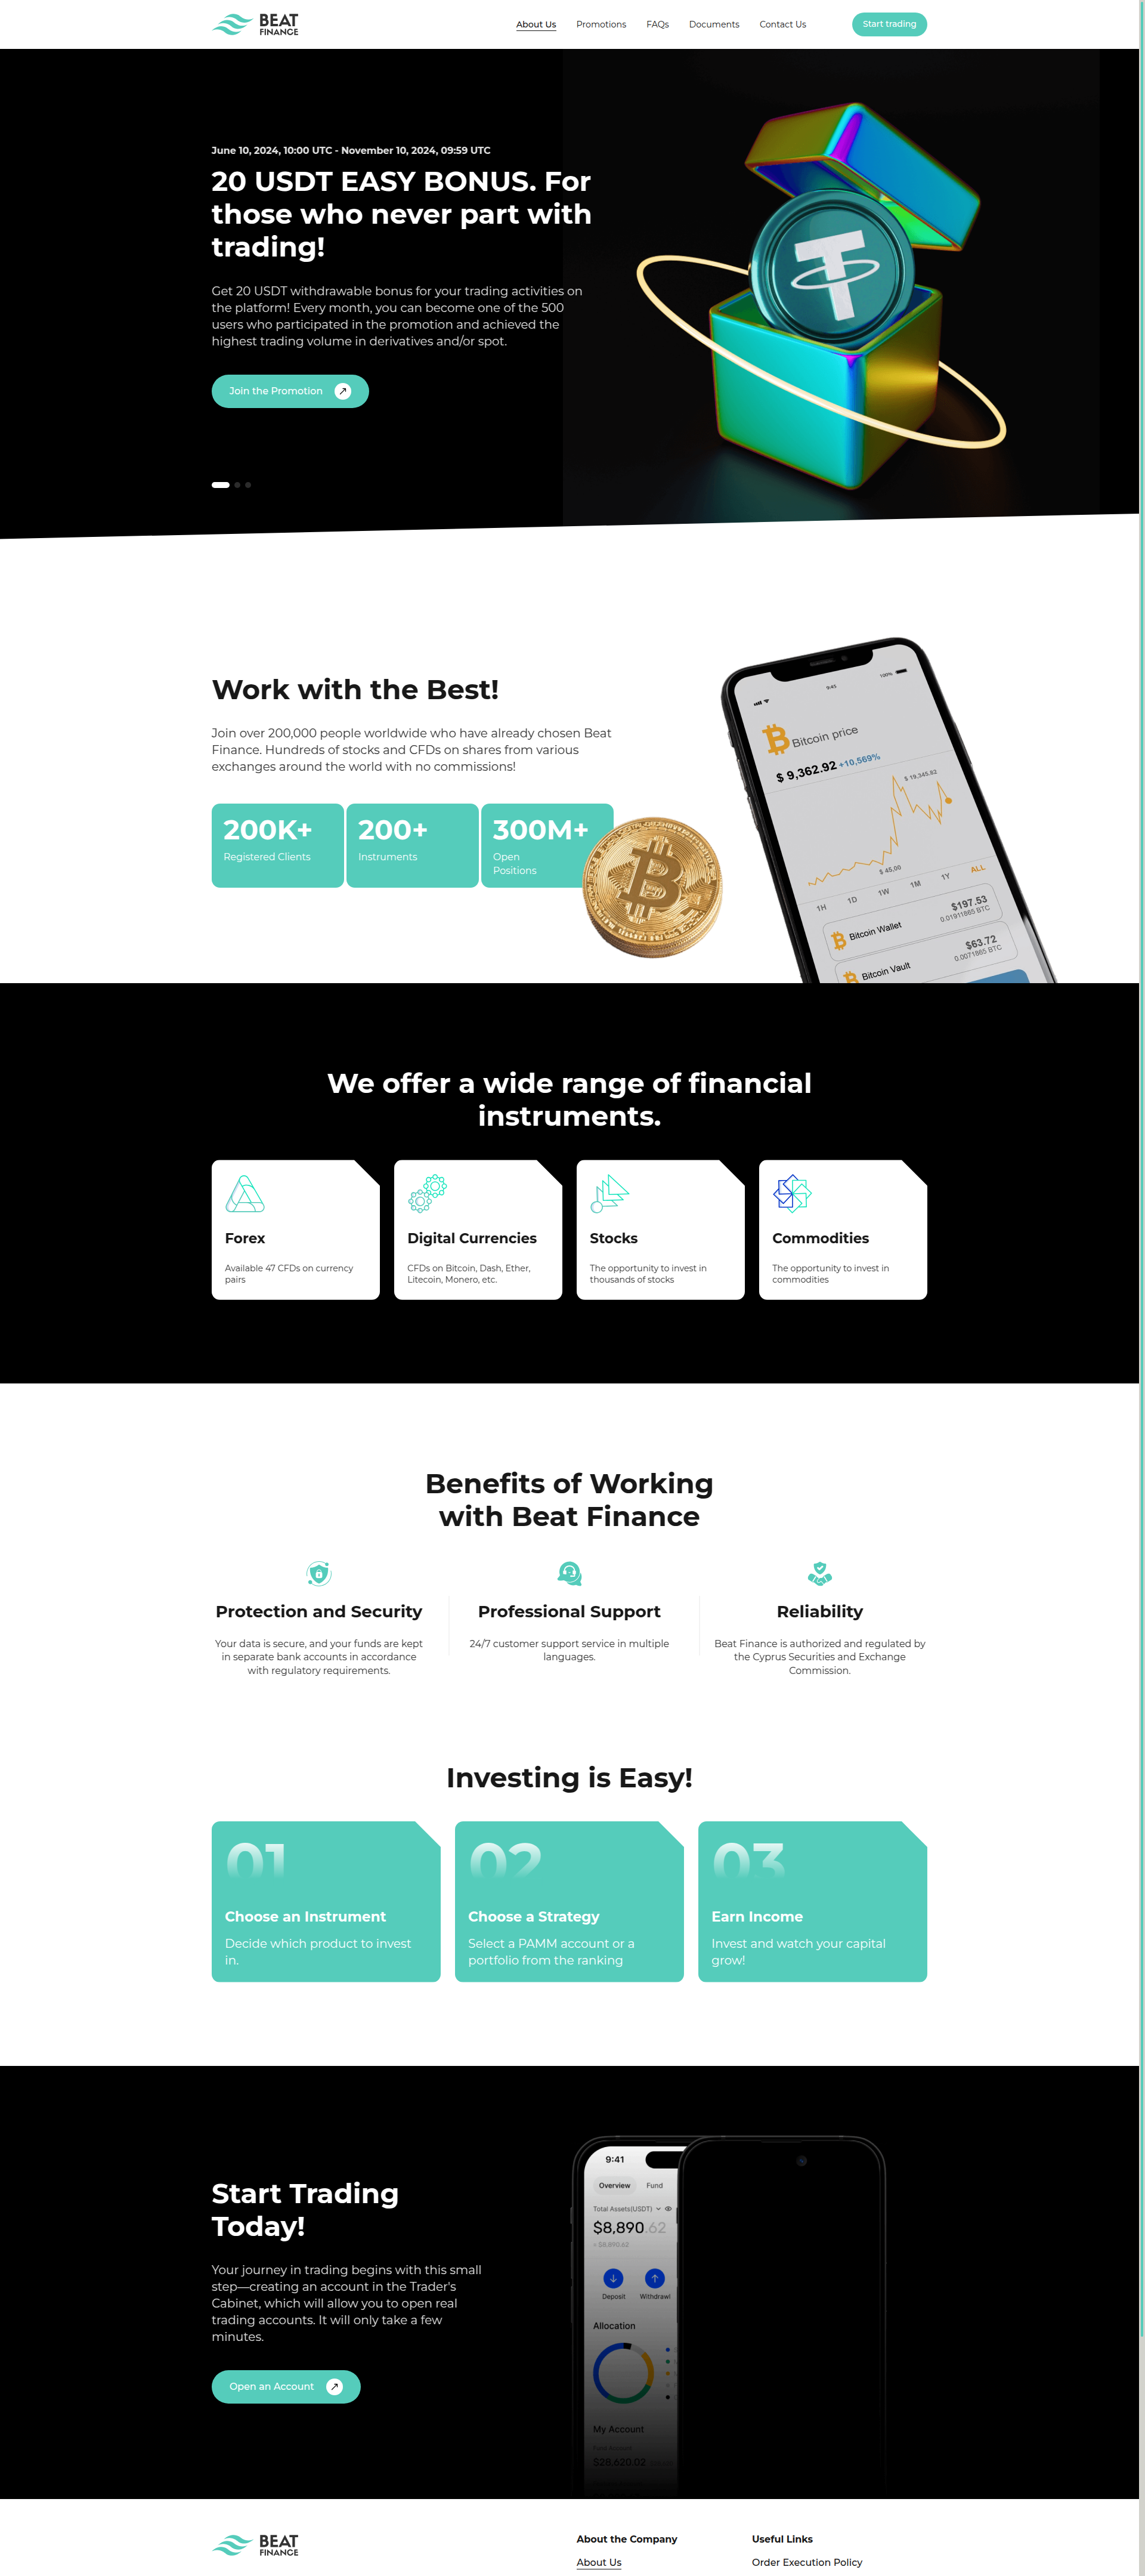 BEAT
FINANCE
About Us
Promotions
FAQs
Documents
Contact Us
Start trading
June 10, 2024, 10:00 UTC - November 10, 2024, 09:59 UTC
20 USDT EASY BONUS. For
those who never part with
trading!
Get 20 USDT withdrawable bonus for your trading activities on
the platform! Every month, you can become one of the 500
users who participated in the promotion and achieved the
highest trading volume in derivatives and/or spot.
Join the Promotion
Work with the Best!
Join over 200,000 people worldwide who have already chosen Beat
Finance. Hundreds of stocks and CFDs on shares from various
exchanges around the world with no commissions!
200K+
Registered Clients
200+
Instruments
300M+
Open
Positions
9:45
100%
Bitcoin price
$ 9,362.92 +10,569%
$ 19,345.82
$ 45,00
1H
1D
1W
1M
1Y
ALL
Bitcoin Wallet
$197.53
0.01911865 BTC
Bitcoin Vault
$63.72
0.0071865 BTC
We offer a wide range of financial
instruments.
Forex
Available 47 CFDs on currency
pairs
Digital Currencies
CFDs on Bitcoin, Dash, Ether,
Litecoin, Monero, etc.
Stocks
The opportunity to invest in
thousands of stocks
Commodities
The opportunity to invest in
commodities
Benefits of Working
with Beat Finance
Protection and Security
Your data is secure, and your funds are kept
in separate bank accounts in accordance
with regulatory requirements.
Professional Support
24/7 customer support service in multiple
languages.
Reliability
Beat Finance is authorized and regulated by
the Cyprus Securities and Exchange
Commission.
Investing is Easy!
01
Choose an Instrument
Decide which product to invest
in.
02
Choose a Strategy
Select a PAMM account or a
portfolio from the ranking
03
Earn Income
Invest and watch your capital
grow!
Start Trading
Today!
Your journey in trading begins with this small
step—creating an account in the Trader's
Cabinet, which will allow you to open real
trading accounts. It will only take a few
minutes.
Open an Account
9:41
Overview
Fund
Total Assets(USDT)
$8,890.62
≈ $8,890.62
Deposit
Withdrawl
Allocation
My Account
$28,620.02
BEAT
FINANCE
About the Company
About Us
Useful Links
Order Execution Policy